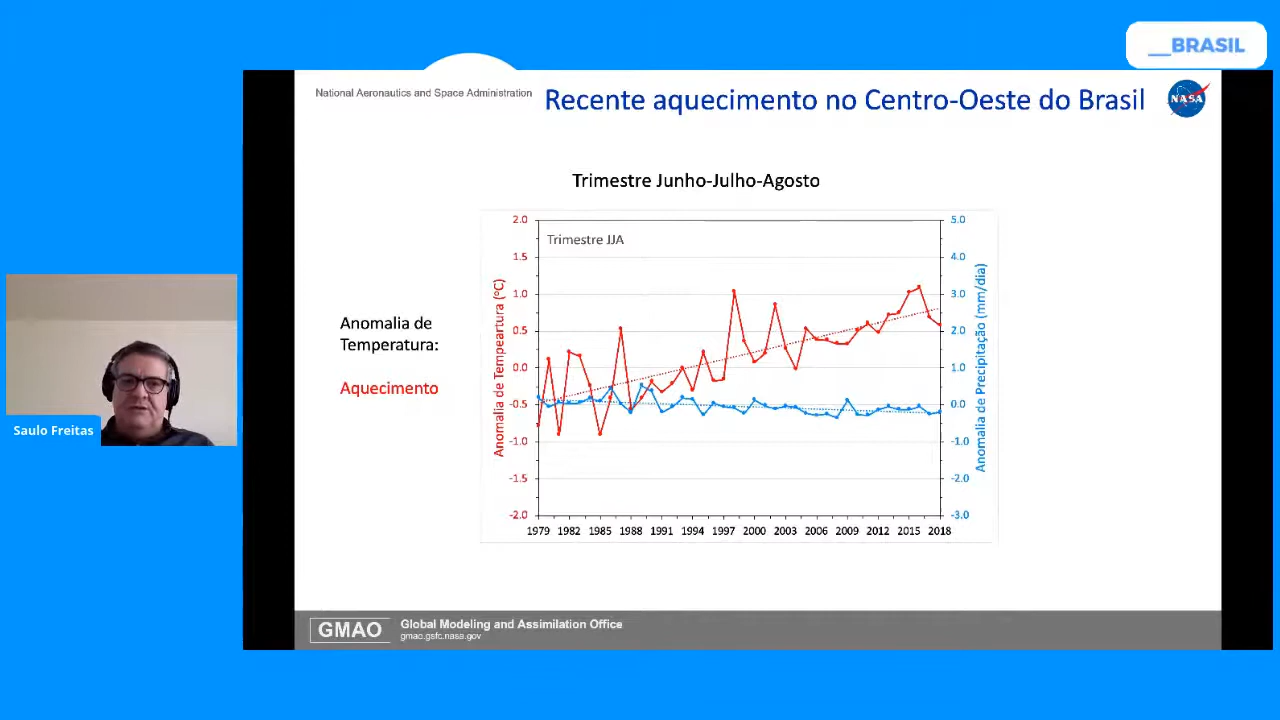 __BRASIL
National Aeronautics and Space Administration
Recente aquecimento no Centro-Oeste do Brasil
NASA
Trimestre Junho-Julho-Agosto
Trimestre JJA
Anomalia de
Temperatura:
Aquecimento
Anomalia de Tempeartura (°C)
2.0
1.5
1.0
0.5
0.0
-0.5
-1.0
-1.5
-2.0
5.0
4.0
3.0
2.0
1.0
0.0
-1.0
-2.0
-3.0
Anomalia de Precipitação (mm/dia)
1979 1982 1985 1988 1991 1994 1997 2000 2003 2006 2009 2012 2015 2018
Saulo Freitas
GMAO
Global Modeling and Assimilation Office
gmao.gsfc.nasa.gov